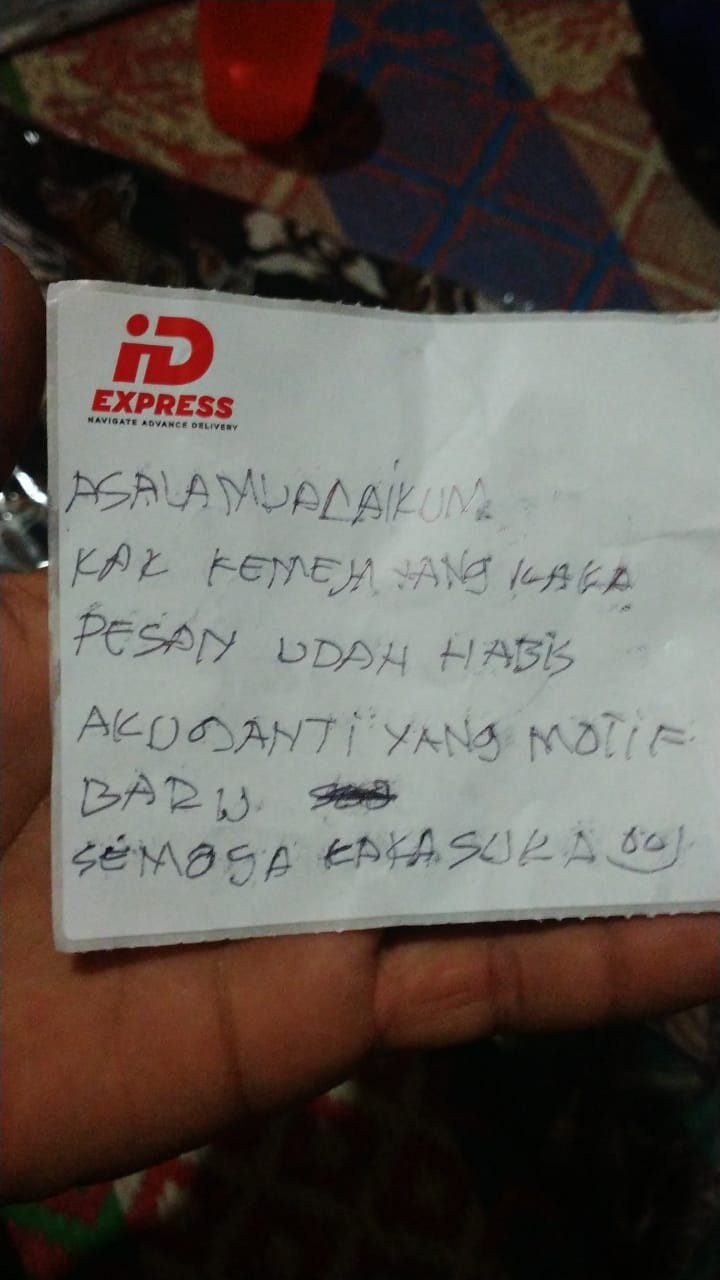 iD
EXPRESS
NAVIGATE ADVANCE DELIVERY
ASALAMUALAIKUM
KAK KEMEJA YANG KAKA
PESAN UDAH HABIS
AKU GANTI YANG MOTIF
BARU
SEMOGA KAKA SUKA